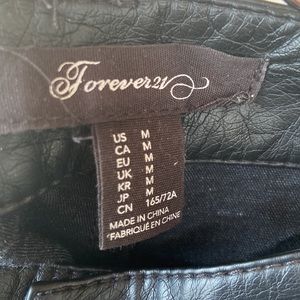 Forever21
US M
CA M
EU M
UK M
KR M
JP M
CN 165/72A
MADE IN CHINA
*FABRIQUÉ EN CHINE